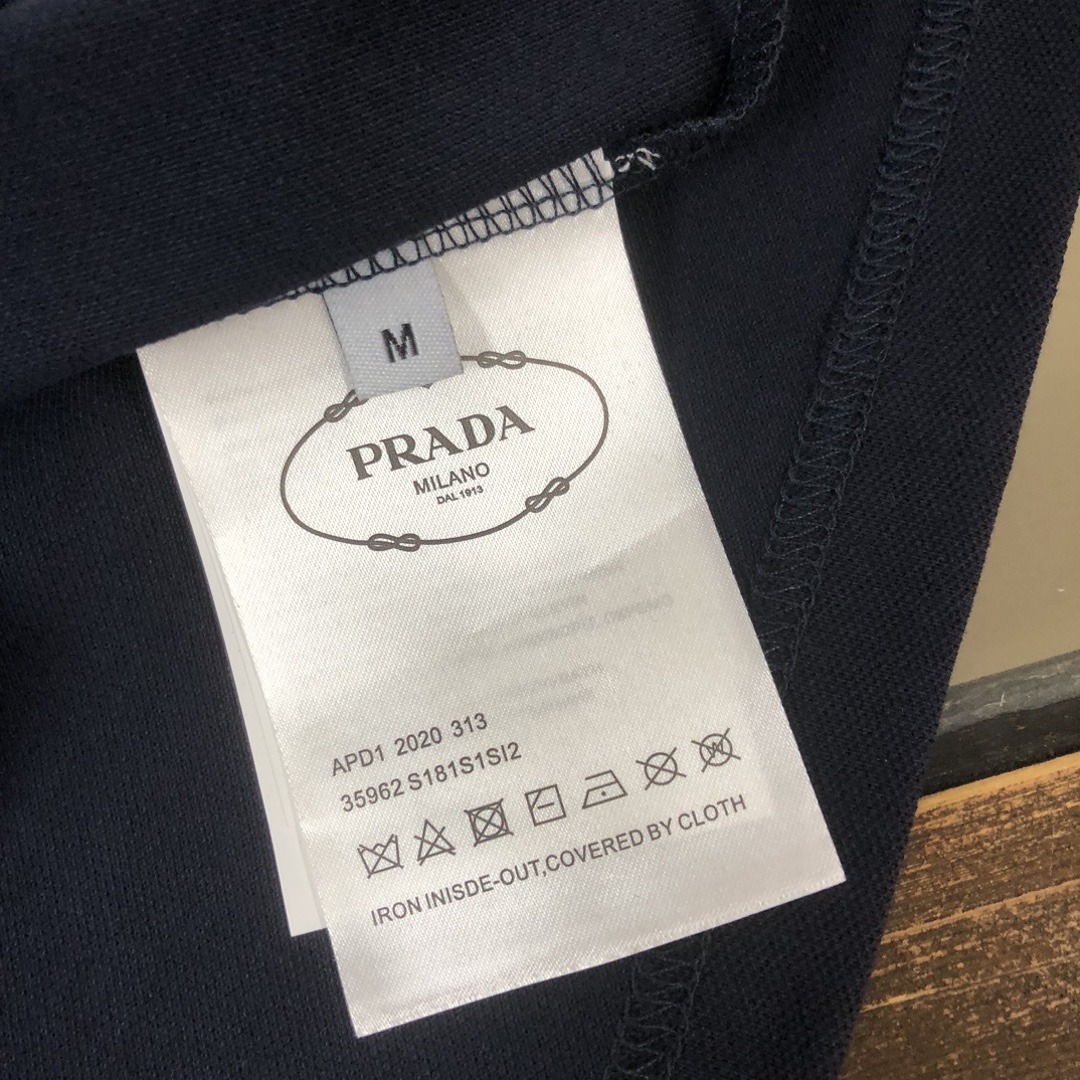 M
PRADA
MILANO
DAL 1913
APD1 2020 313
35962 S181S1SI2
IRON INISDE-OUT,COVERED BY CLOTH